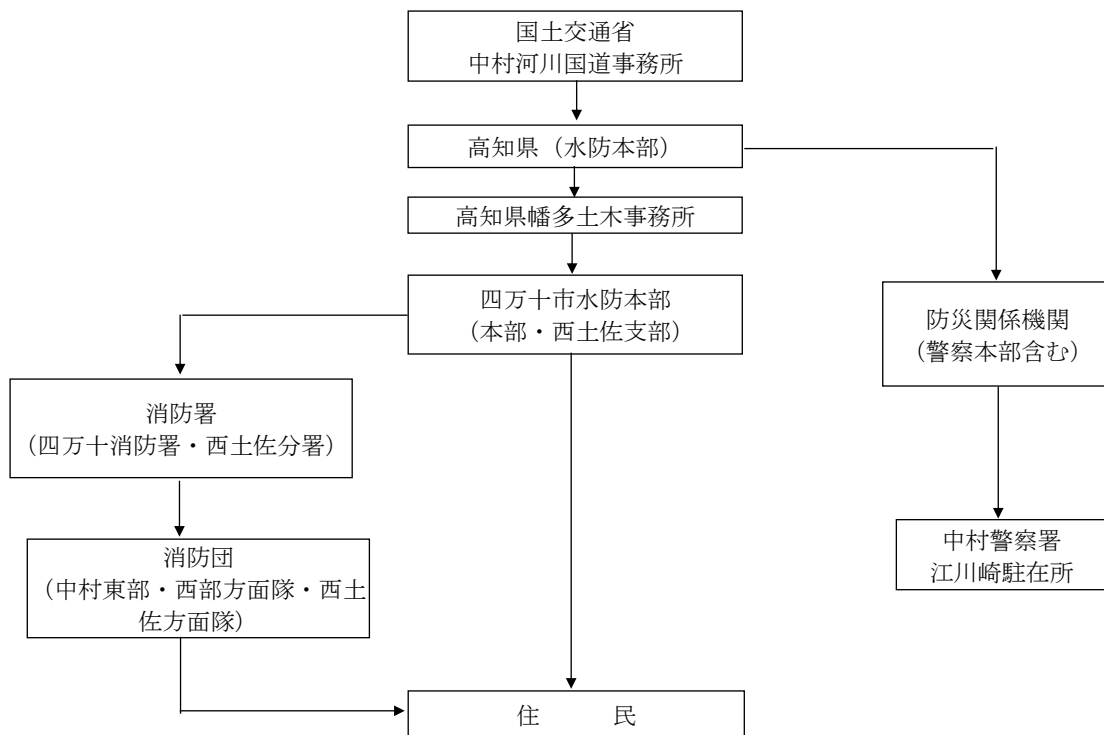 国土交通省
中村河川国道事務所
高知県（水防本部）
高知県幡多土木事務所
四万十市水防本部
（本部・西土佐支部）
防災関係機関
（警察本部含む）
消防署
（四万十消防署・西土佐分署）
消防団
（中村東部・西部方面隊・西土
佐方面隊）
中村警察署
江川崎駐在所
住　　　民